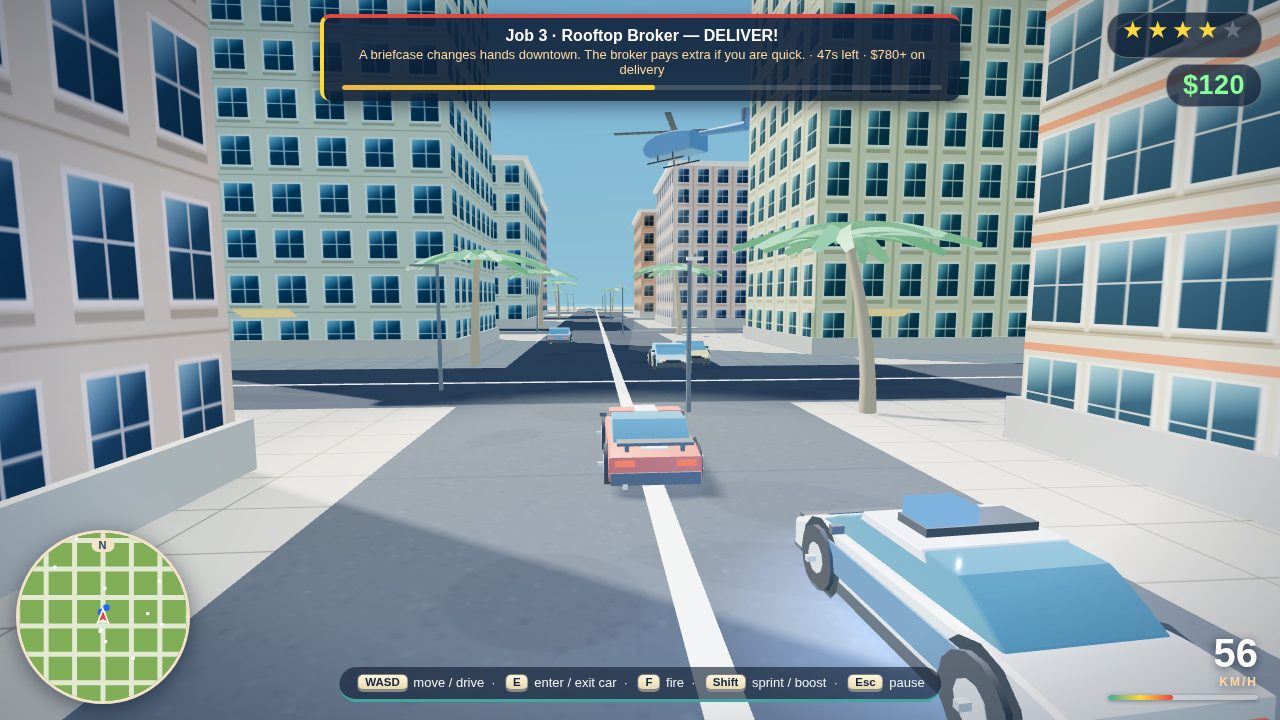 Job 3 · Rooftop Broker — DELIVER!
A briefcase changes hands downtown. The broker pays extra if you are quick. · 47s left · $780+ on
delivery
$120
N
56
KM/H
WASD move / drive · E enter / exit car · F fire · Shift sprint / boost · Esc pause